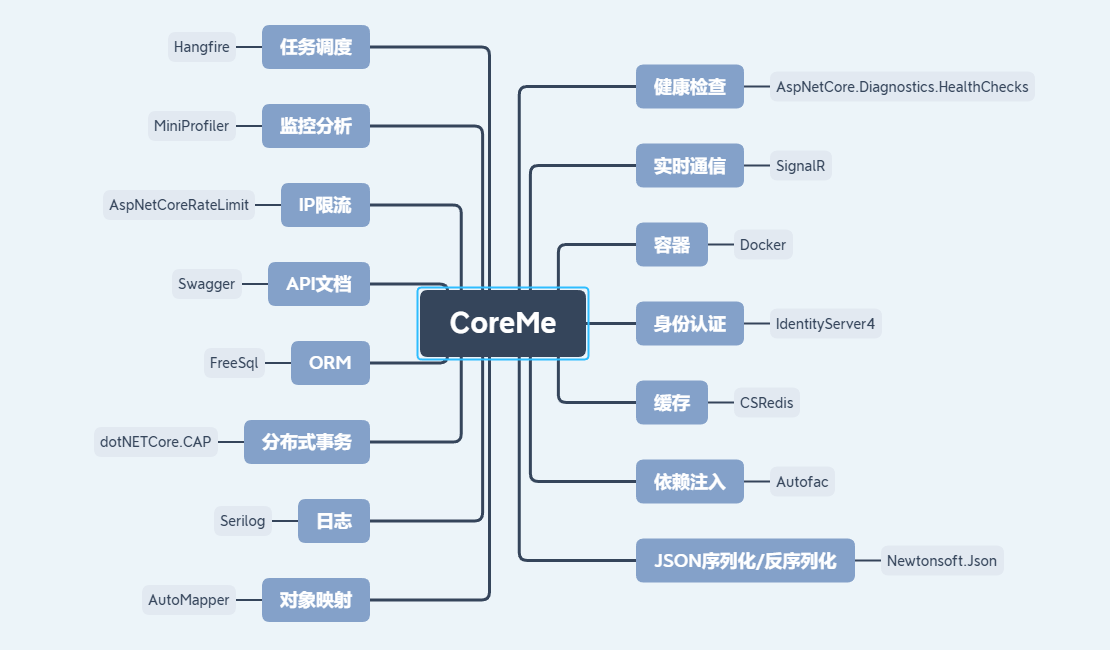 Hangfire
任务调度
MiniProfiler
监控分析
AspNetCoreRateLimit
IP限流
Swagger
API文档
FreeSql
ORM
dotNETCore.CAP
分布式事务
Serilog
日志
AutoMapper
对象映射
CoreMe
健康检查
AspNetCore.Diagnostics.HealthChecks
实时通信
SignalR
容器
Docker
身份认证
IdentityServer4
缓存
CSRedis
依赖注入
Autofac
JSON序列化/反序列化
Newtonsoft.Json